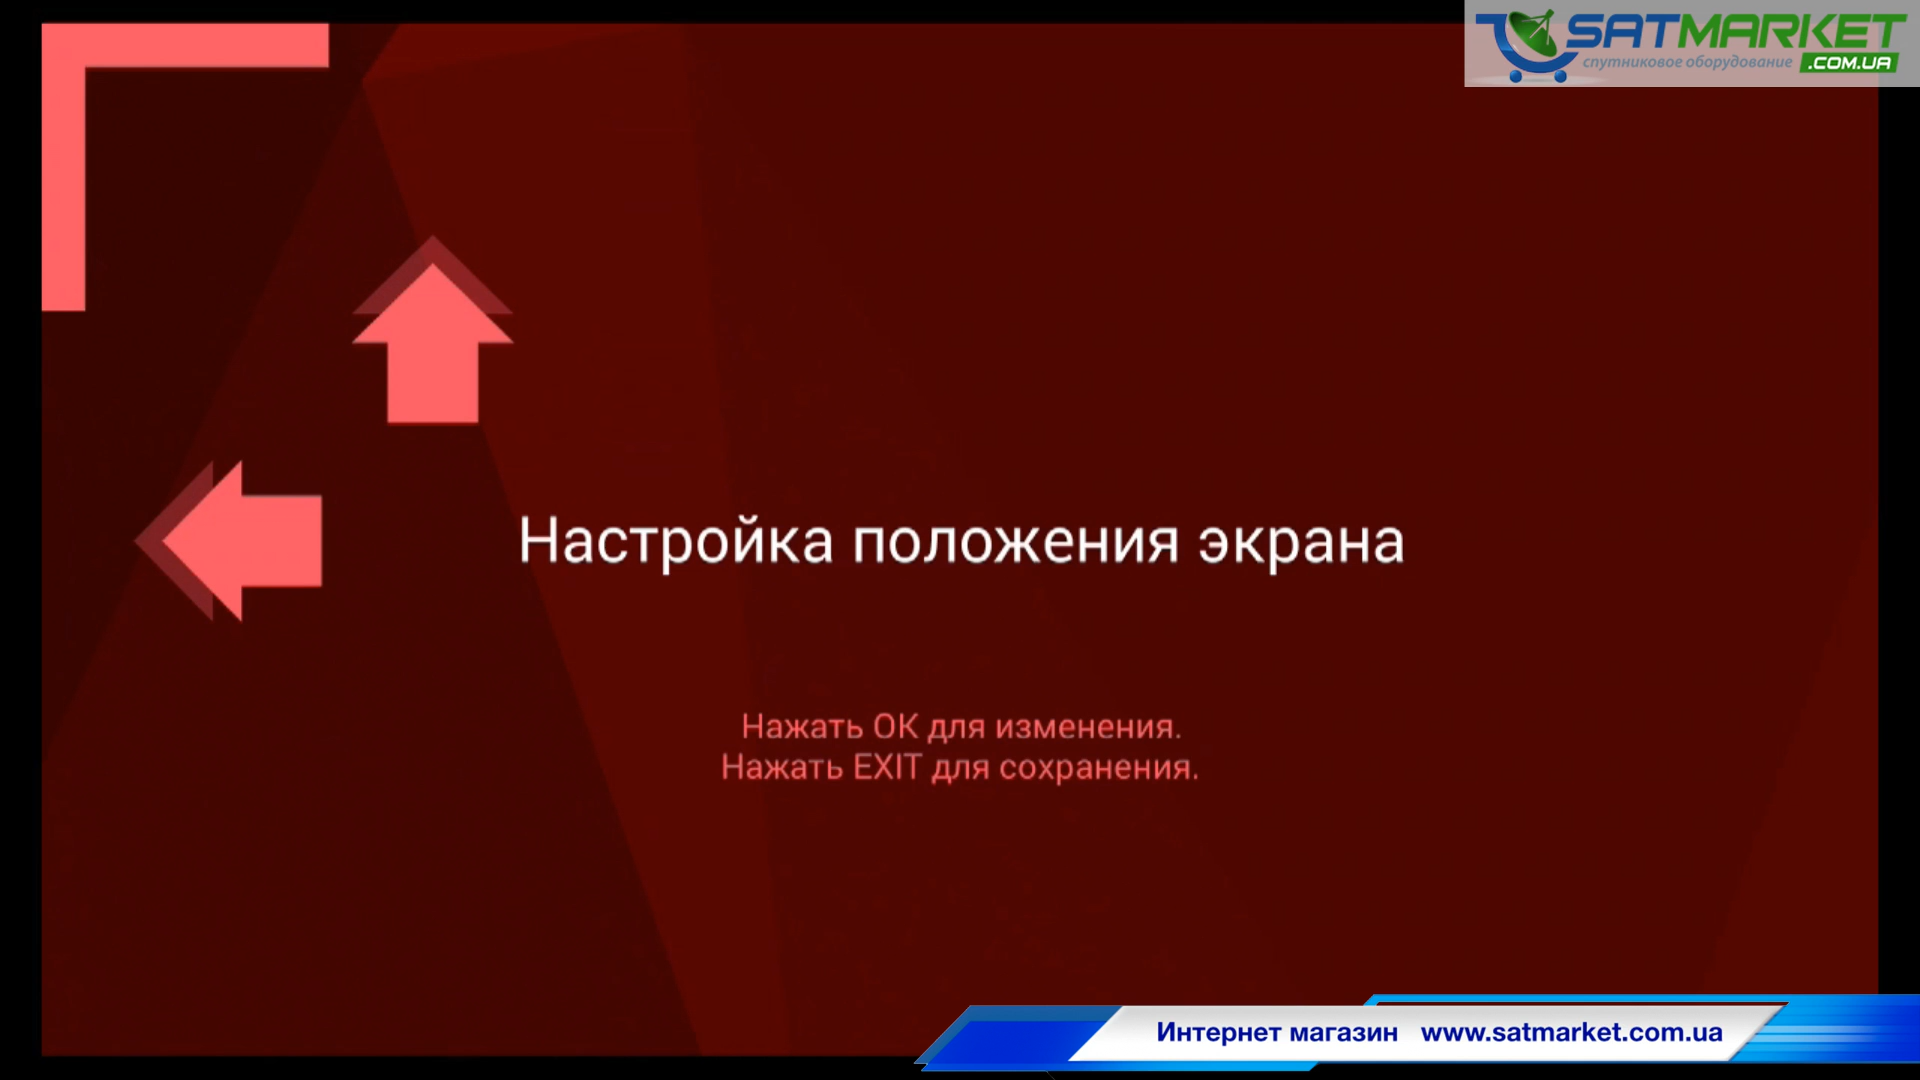 SATMARKET
спутниковое оборудование .COM.UA
Настройка положения экрана
Нажать ОК для изменения.
Нажать EXIT для сохранения.
Интернет магазин www.satmarket.com.ua